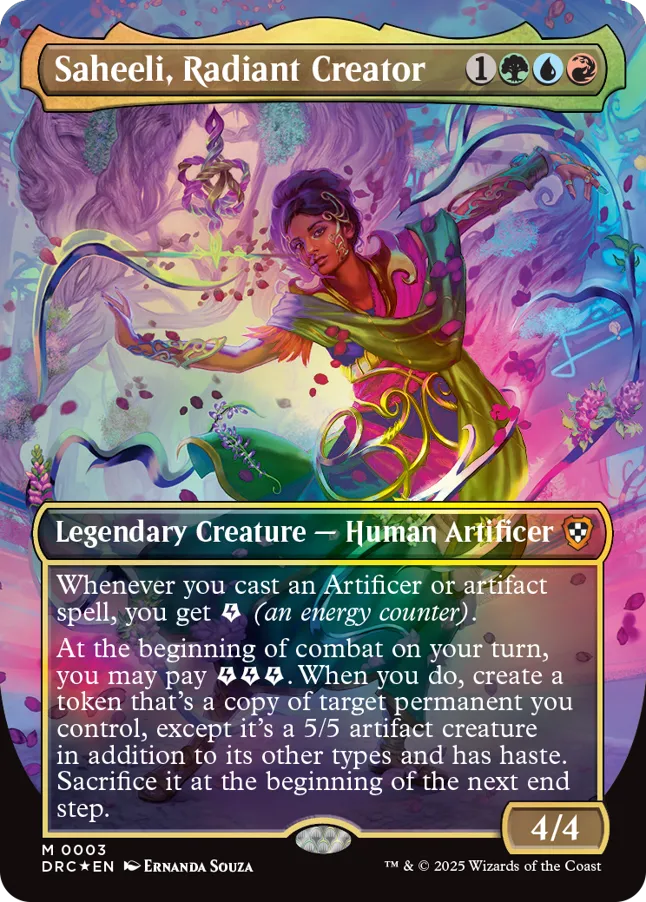 Saheeli, Radiant Creator 1
Legendary Creature — Human Artificer
Whenever you cast an Artificer or artifact
spell, you get (an energy counter).
At the beginning of combat on your turn,
you may pay . When you do, create a
token that's a copy of target permanent you
control, except it's a 5/5 artifact creature
in addition to its other types and has haste.
Sacrifice it at the beginning of the next end
step.
4/4
M 0003
DRC★EN Ernanda Souza
™ & © 2025 Wizards of the Coast